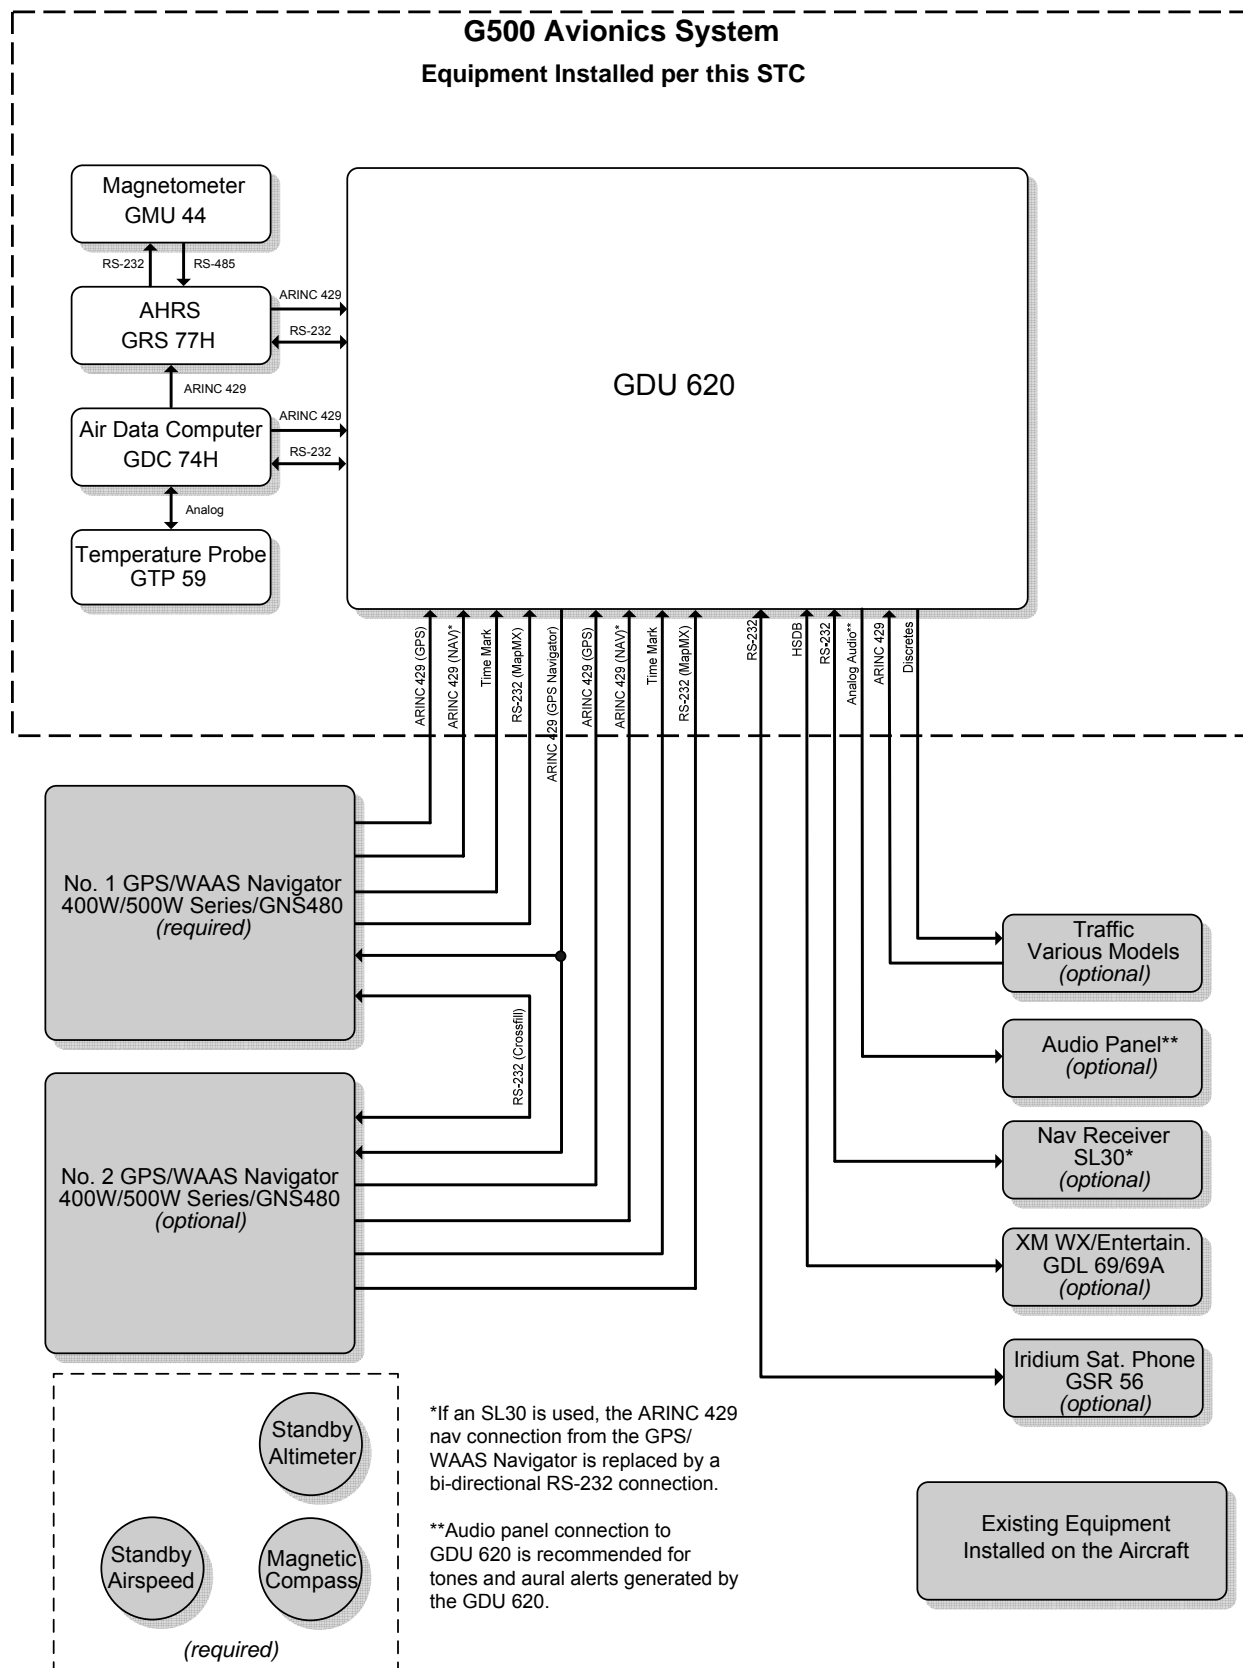 G500 Avionics System
Equipment Installed per this STC
Magnetometer
GMU 44
RS-232
RS-485
AHRS
GRS 77H
ARINC 429
RS-232
ARINC 429
Air Data Computer
GDC 74H
ARINC 429
RS-232
Analog
Temperature Probe
GTP 59
GDU 620
ARINC 429 (GPS)
ARINC 429 (NAV)*
Time Mark
RS-232 (MapMX)
ARINC 429 (GPS Navigator)
ARINC 429 (GPS)
ARINC 429 (NAV)*
Time Mark
RS-232 (MapMX)
RS-232
HSDB
RS-232
Analog Audio**
ARINC 429
Discretes
No. 1 GPS/WAAS Navigator
400W/500W Series/GNS480
(required)
RS-232 (Crossfill)
No. 2 GPS/WAAS Navigator
400W/500W Series/GNS480
(optional)
Traffic
Various Models
(optional)
Audio Panel**
(optional)
Nav Receiver
SL30*
(optional)
XM WX/Entertain.
GDL 69/69A
(optional)
Iridium Sat. Phone
GSR 56
(optional)
Standby
Altimeter
Standby
Airspeed
Magnetic
Compass
(required)
*If an SL30 is used, the ARINC 429
nav connection from the GPS/
WAAS Navigator is replaced by a
bi-directional RS-232 connection.
**Audio panel connection to
GDU 620 is recommended for
tones and aural alerts generated by
the GDU 620.
Existing Equipment
Installed on the Aircraft